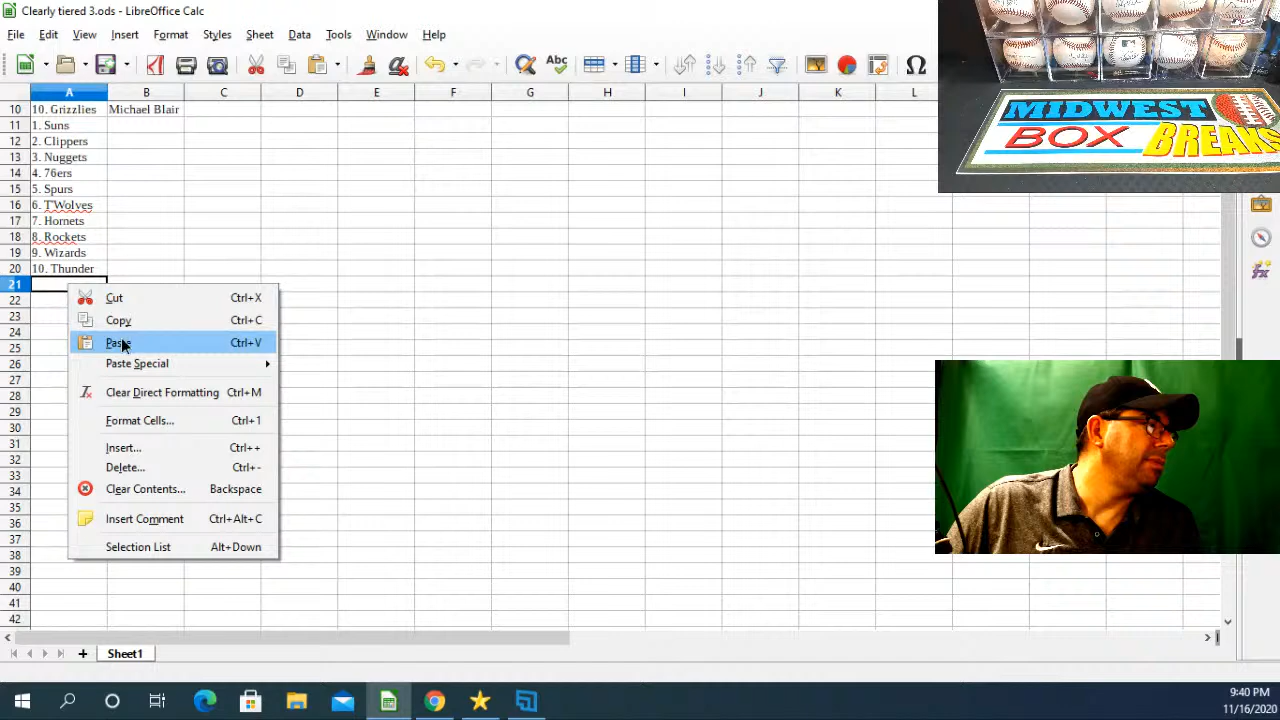 Clearly tiered 3.ods - LibreOffice Calc
File Edit View Insert Format Styles Sheet Data Tools Window Help
A B C D E F G H I J K L
10 10. Grizzlies Michael Blair
11 1. Suns
12 2. Clippers
13 3. Nuggets
14 4. 76ers
15 5. Spurs
16 6. T'Wolves
17 7. Hornets
18 8. Rockets
19 9. Wizards
20 10. Thunder
21
22
23
24
25
26
27
28
29
30
31
32
33
34
35
36
37
38
39
40
41
42
Cut Ctrl+X
Copy Ctrl+C
Paste Ctrl+V
Paste Special
Clear Direct Formatting Ctrl+M
Format Cells... Ctrl+1
Insert... Ctrl++
Delete... Ctrl+-
Clear Contents... Backspace
Insert Comment Ctrl+Alt+C
Selection List Alt+Down
Sheet1
MIDWEST
BOX BREAKS
9:40 PM
11/16/2020